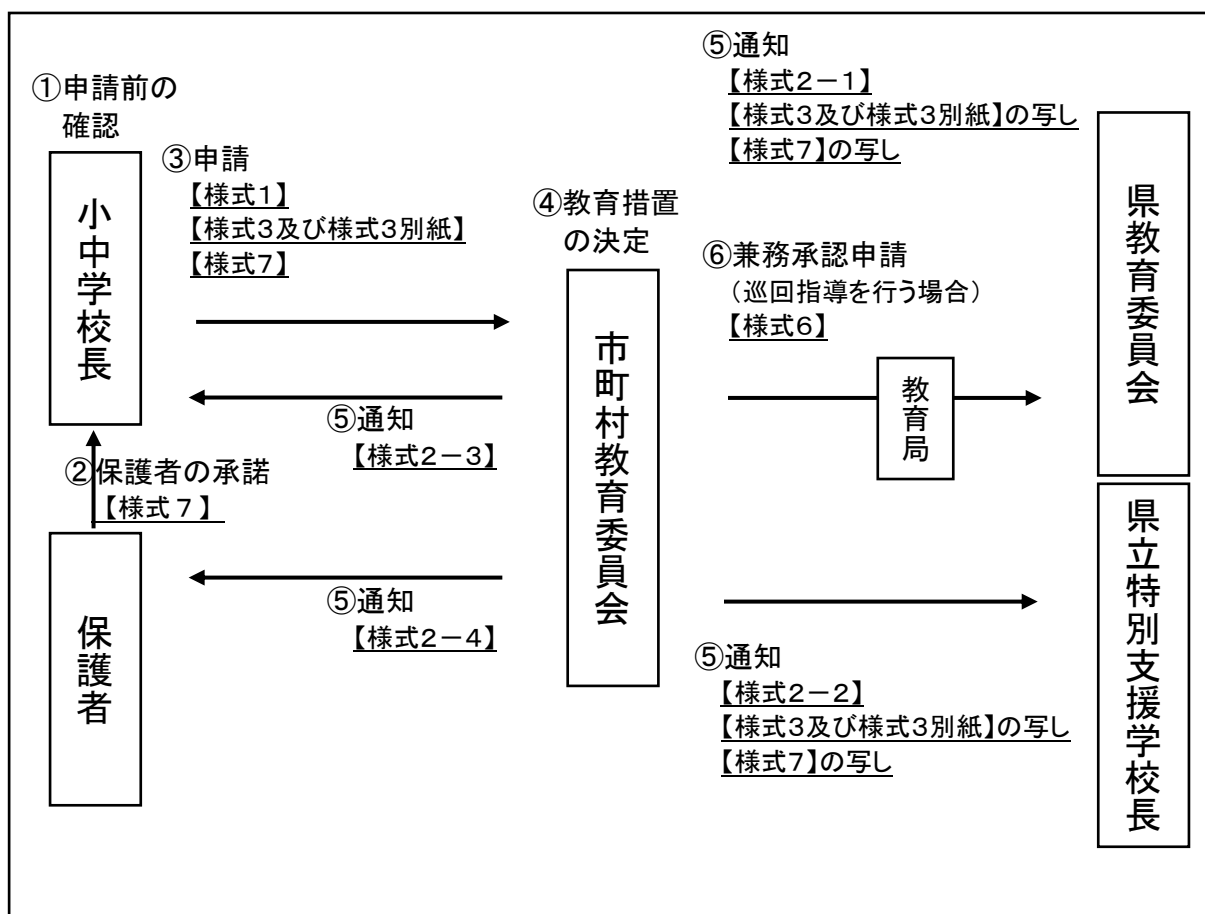 ①申請前の
確認
小中学校長
③申請
【様式1】
【様式3及び様式3別紙】
【様式7】
④教育措置
の決定
市町村教育委員会
⑤通知
【様式2－1】
【様式3及び様式3別紙】の写し
【様式7】の写し
⑥兼務承認申請
（巡回指導を行う場合）
【様式6】
教育局
県教育委員会
⑤通知
【様式2－3】
②保護者の承諾
【様式7】
保護者
⑤通知
【様式2－4】
⑤通知
【様式2－2】
【様式3及び様式3別紙】の写し
【様式7】の写し
県立特別支援学校長